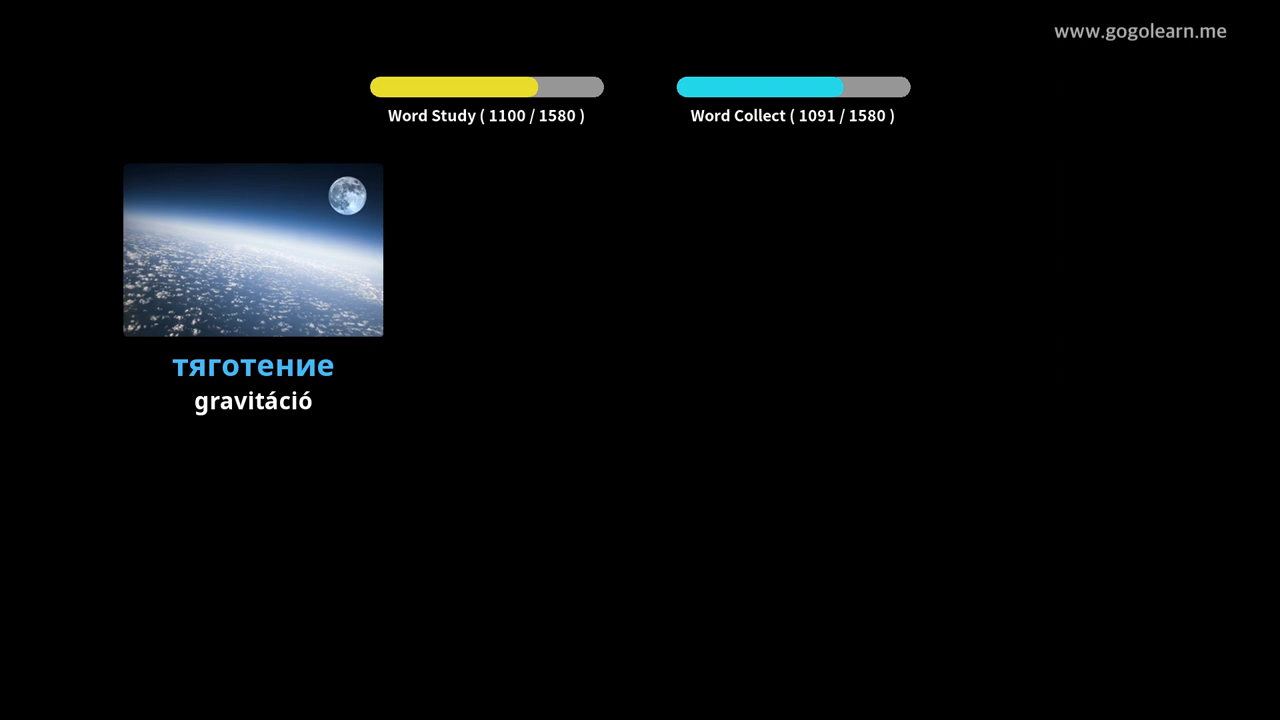 www.gogolearn.me
Word Study ( 1100 / 1580 )
Word Collect ( 1091 / 1580 )
тяготение
gravitáció